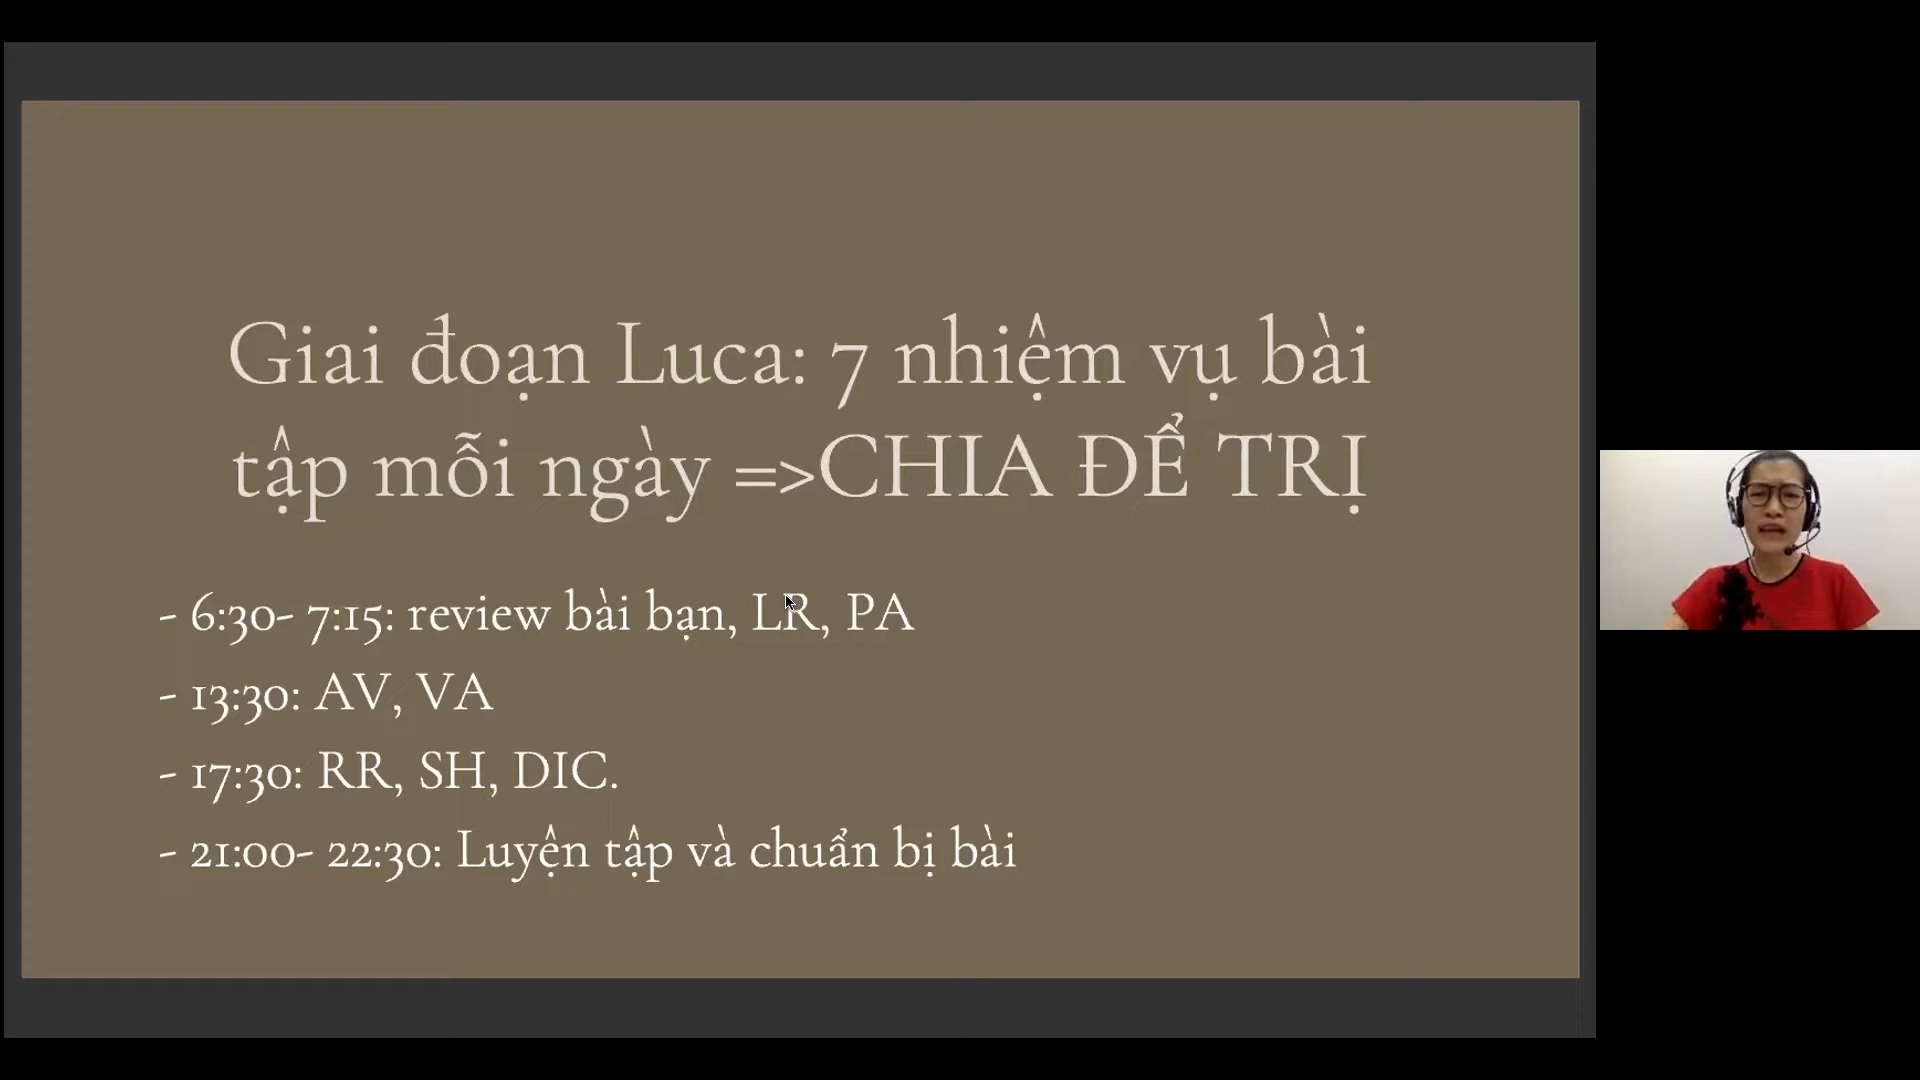 Giai đoạn Luca: 7 nhiệm vụ bài
tập mỗi ngày =>CHIA ĐỂ TRỊ
- 6:30- 7:15: review bài bạn, LR, PA
- 13:30: AV, VA
- 17:30: RR, SH, DIC.
- 21:00- 22:30: Luyện tập và chuẩn bị bài